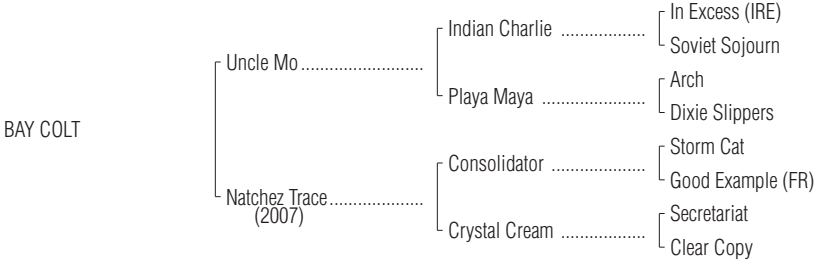 In Excess (IRE)
Indian Charlie ...................
Soviet Sojourn
Uncle Mo ..........................
Arch
Playa Maya ......................
Dixie Slippers
BAY COLT
Storm Cat
Consolidator ....................
Good Example (FR)
Natchez Trace....................
(2007)
Secretariat
Crystal Cream ..................
Clear Copy